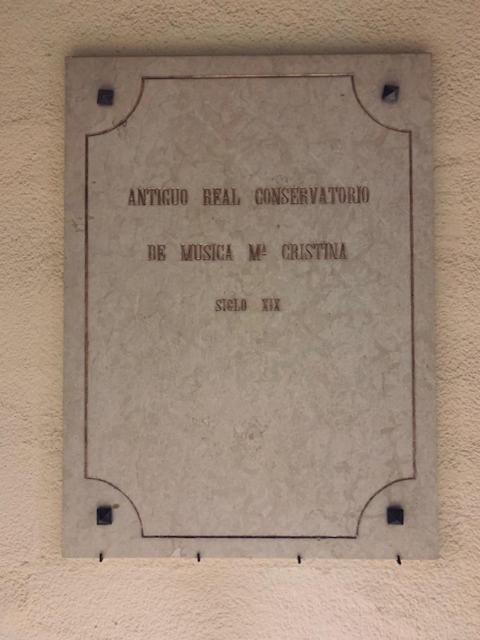 ANTIGUO REAL CONSERVATORIO
DE MUSICA Mª CRISTINA
SIGLO XIX